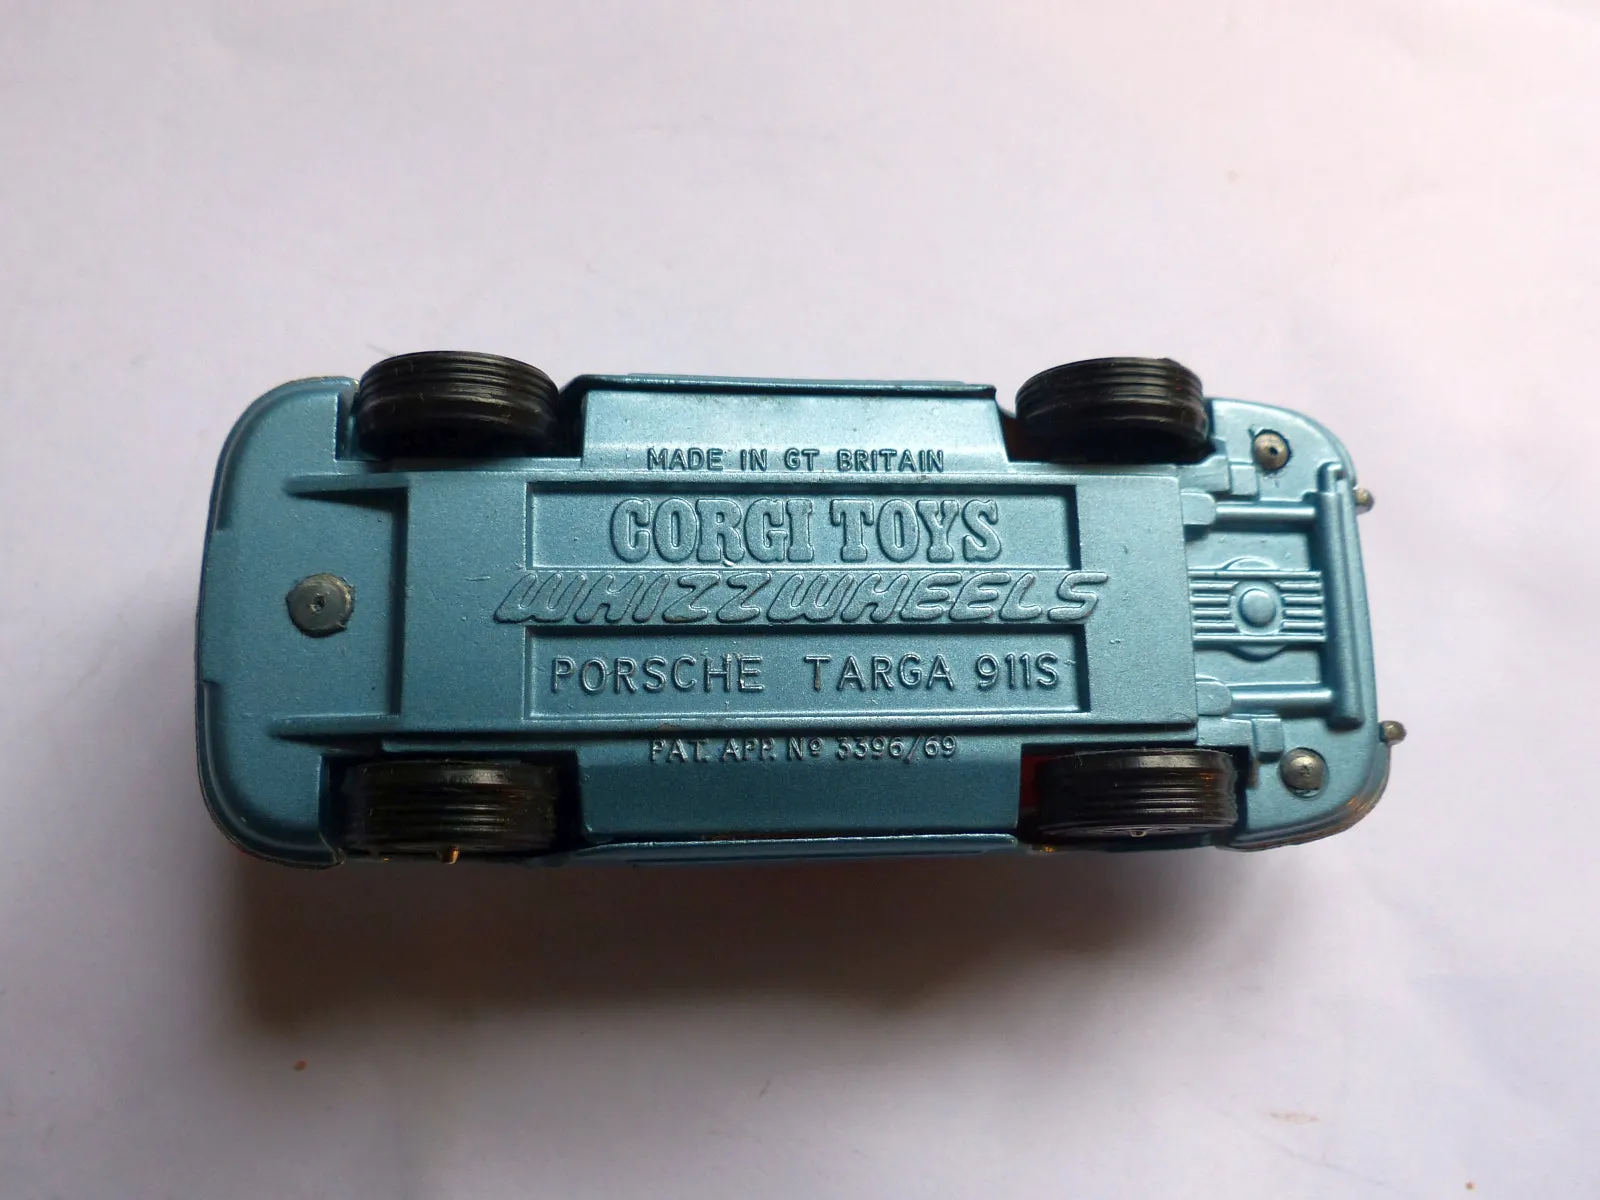 MADE IN GT BRITAIN
CORGI TOYS
WHIZZWHEELS
PORSCHE TARGA 911S
PAT. APP. Nº 3396/69